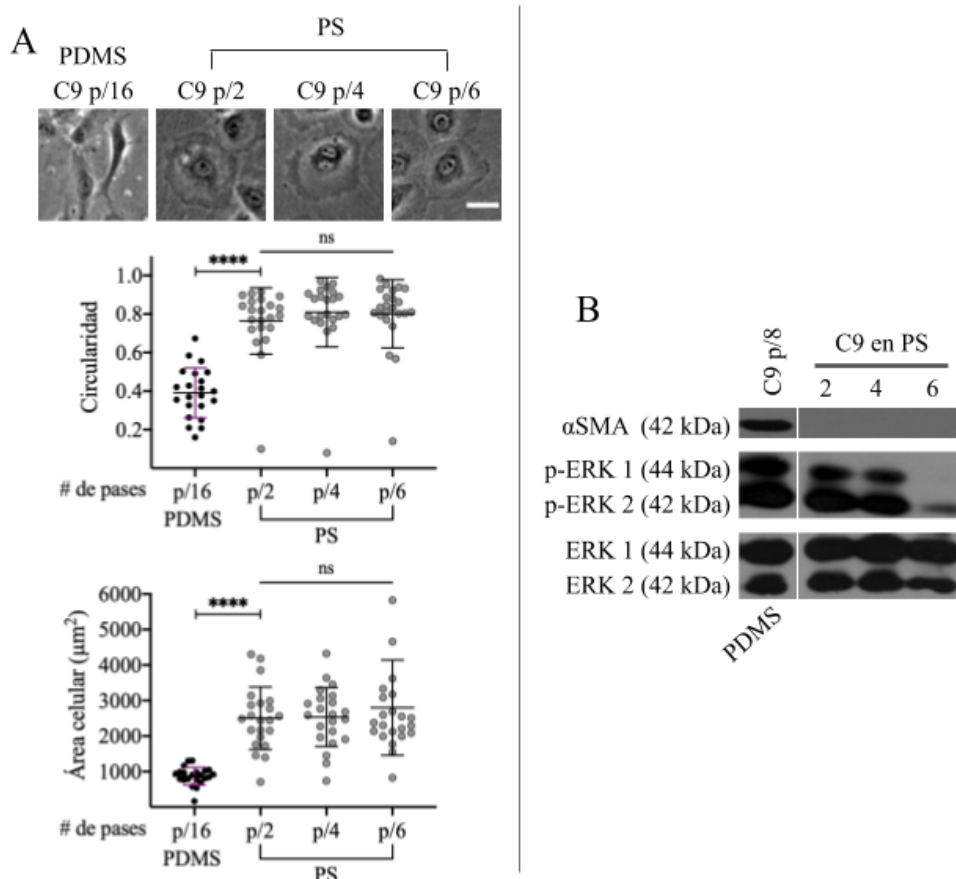 A
PS
PDMS
C9 p/16 C9 p/2 C9 p/4 C9 p/6
ns
****
1.0
0.8
0.6
0.4
0.2
Circularidad
# de pases p/16 p/2 p/4 p/6
PDMS
PS
ns
****
6000
5000
4000
3000
2000
1000
Área celular (µm²)
# de pases p/16 p/2 p/4 p/6
PDMS
PS
B
C9 p/8
C9 en PS
2 4 6
αSMA (42 kDa)
p-ERK 1 (44 kDa)
p-ERK 2 (42 kDa)
ERK 1 (44 kDa)
ERK 2 (42 kDa)
PDMS